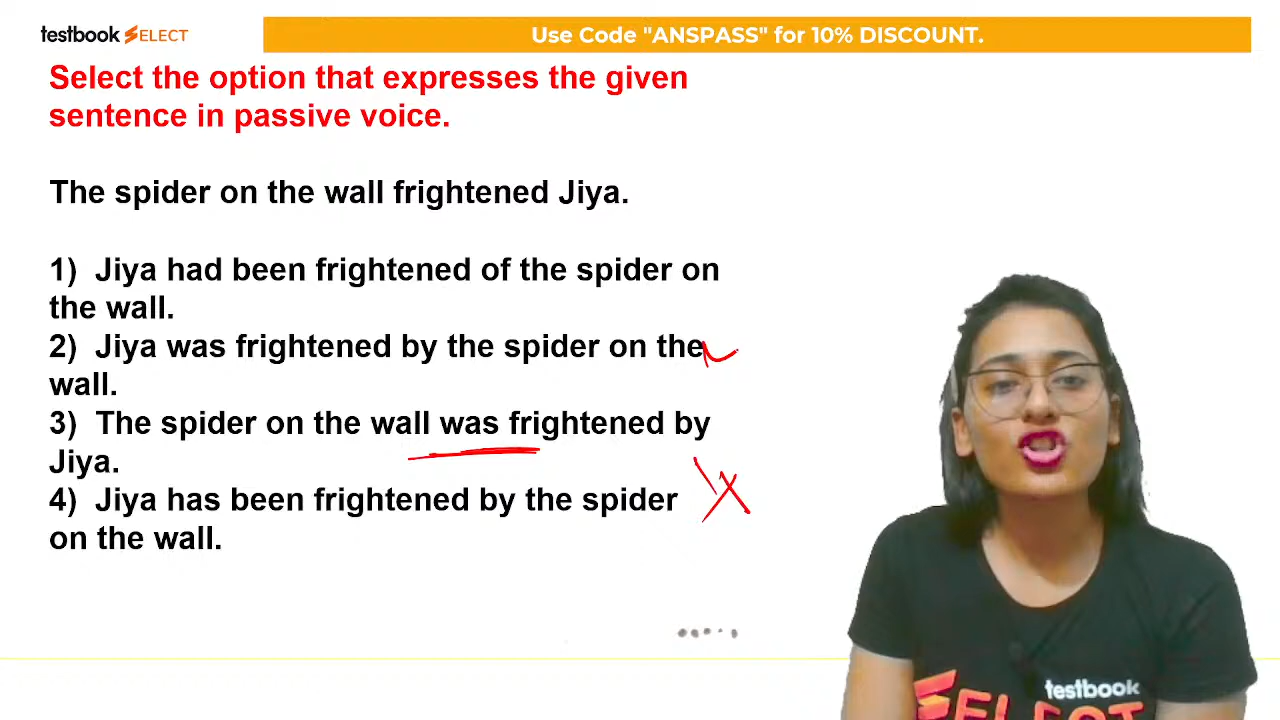 testbook SELECT
Use Code "ANSPASS" for 10% DISCOUNT.
Select the option that expresses the given
sentence in passive voice.
The spider on the wall frightened Jiya.
1) Jiya had been frightened of the spider on
the wall.
2) Jiya was frightened by the spider on the
wall.
3) The spider on the wall was frightened by
Jiya.
4) Jiya has been frightened by the spider
on the wall.
testbook
SELECT